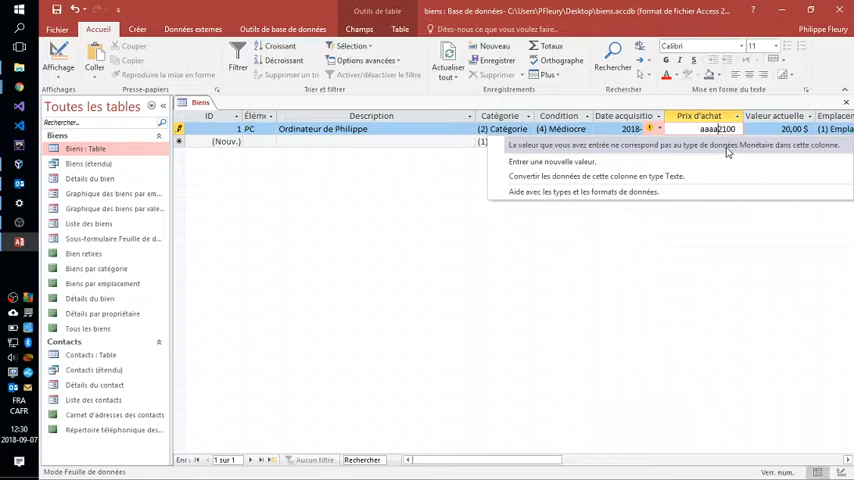 Outils de table
biens : Base de données- C:\Users\PFleury\Desktop\biens.accdb (format de fichier Access 2
Philippe Fleury
Fichier
Accueil
Créer
Données externes
Outils de base de données
Champs
Table
Dites-nous ce que vous voulez faire
Affichage
Coller
Couper
Copier
Reproduire la mise en forme
Presse-papiers
Filtrer
Croissant
Décroissant
Supprimer un tri
Sélection
Options avancées
Activer/désactiver le filtre
Trier et filtrer
Actualiser tout
Nouveau
Enregistrer
Supprimer
Totaux
Orthographe
Plus
Enregistrements
Rechercher
Rechercher
Calibri
11
G I S
Mise en forme du texte
Toutes les tables
Rechercher...
Biens
Biens : Table
Biens (étendu)
Détails du bien
Graphique des biens par em...
Graphique des biens par vale...
Liste des biens
Sous-formulaire Feuille de d...
Bien retirés
Biens par catégorie
Biens par emplacement
Détails du bien
Détails par propriétaire
Tous les biens
Contacts
Contacts : Table
Contacts (étendu)
Détails du contact
Liste des contacts
Carnet d'adresses des contacts
Répertoire téléphonique des...
Biens
ID
Élém
Description
Catégorie
Condition
Date acquisitio
Prix d'achat
Valeur actuelle
Emplacen
1
PC
Ordinateur de Philippe
(2) Catégorie
(4) Médiocre
2018-
aaaa2100
20,00 $
(1) Empla
(Nouv.)
(1)
La valeur que vous avez entrée ne correspond pas au type de données Monétaire dans cette colonne.
Entrer une nouvelle valeur.
Convertir les données de cette colonne en type Texte.
Aide avec les types et les formats de données.
FRA
CAFR
12:30
2018-09-07
Enr :
1 sur 1
Aucun filtre
Rechercher
Mode Feuille de données
Verr. num.